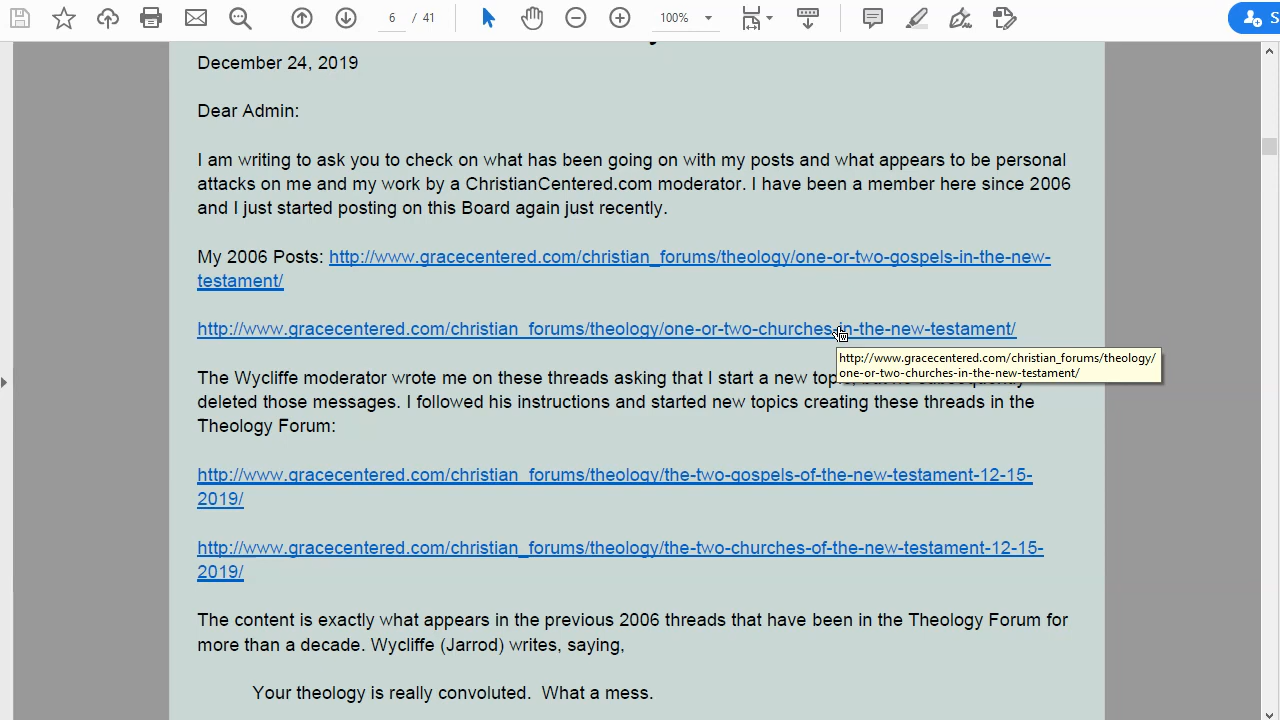 6 / 41
100%
S
December 24, 2019
Dear Admin:
I am writing to ask you to check on what has been going on with my posts and what appears to be personal
attacks on me and my work by a ChristianCentered.com moderator. I have been a member here since 2006
and I just started posting on this Board again just recently.
My 2006 Posts: http://www.gracecentered.com/christian_forums/theology/one-or-two-gospels-in-the-new-
testament/
http://www.gracecentered.com/christian_forums/theology/one-or-two-churches-in-the-new-testament/
http://www.gracecentered.com/christian_forums/theology/
one-or-two-churches-in-the-new-testament/
The Wycliffe moderator wrote me on these threads asking that I start a new
deleted those messages. I followed his instructions and started new topics creating these threads in the
Theology Forum:
http://www.gracecentered.com/christian_forums/theology/the-two-gospels-of-the-new-testament-12-15-
2019/
http://www.gracecentered.com/christian_forums/theology/the-two-churches-of-the-new-testament-12-15-
2019/
The content is exactly what appears in the previous 2006 threads that have been in the Theology Forum for
more than a decade. Wycliffe (Jarrod) writes, saying,
Your theology is really convoluted.  What a mess.